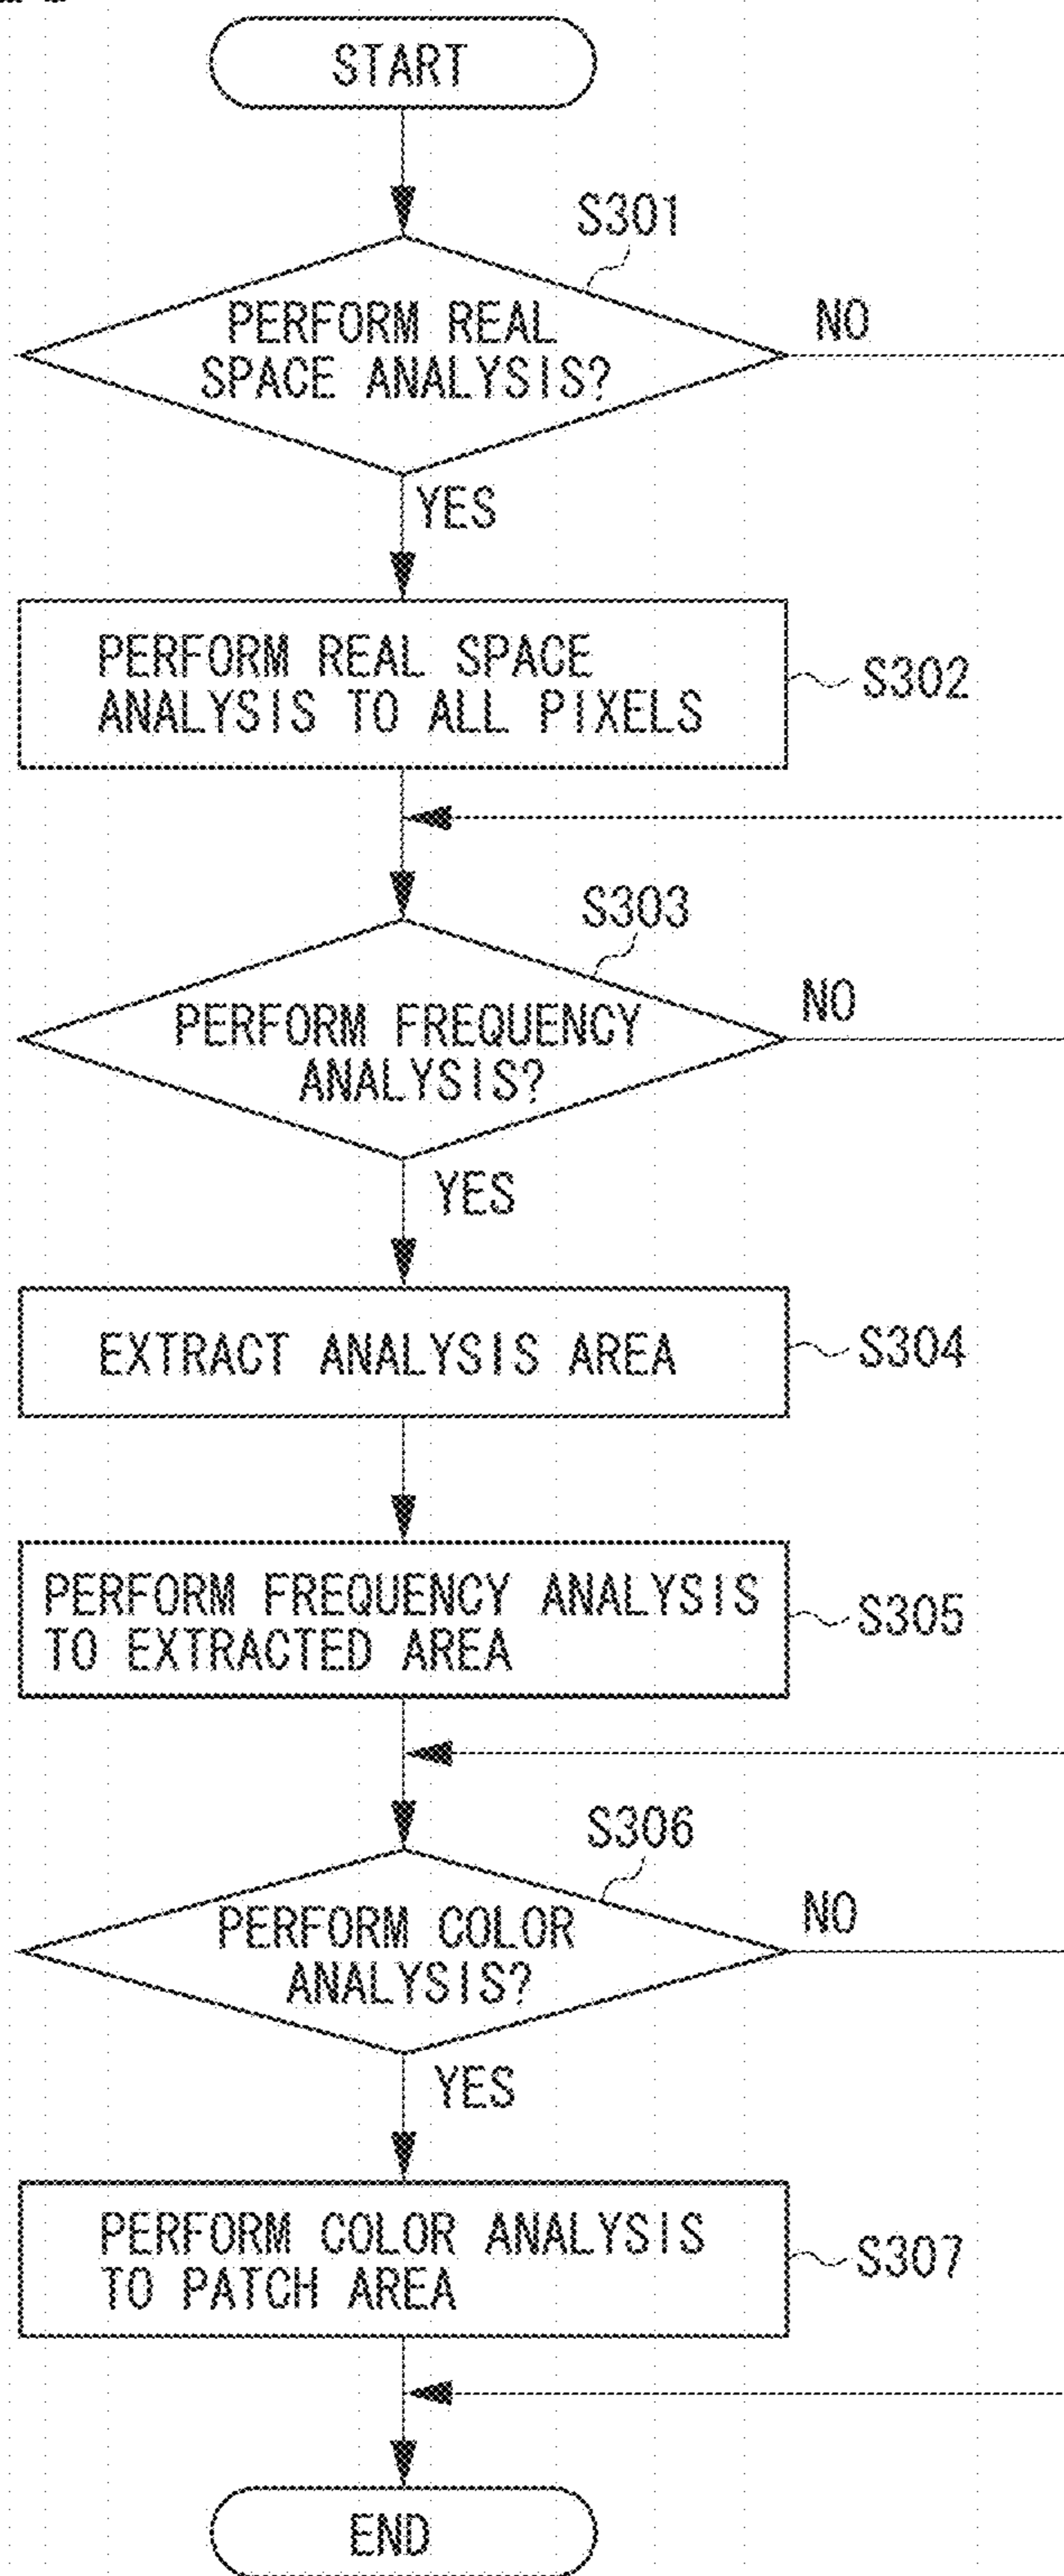 START
S301
PERFORM REAL
SPACE ANALYSIS?
NO
YES
PERFORM REAL SPACE
ANALYSIS TO ALL PIXELS
S302
S303
PERFORM FREQUENCY
ANALYSIS?
NO
YES
EXTRACT ANALYSIS AREA
S304
PERFORM FREQUENCY ANALYSIS
TO EXTRACTED AREA
S305
S306
PERFORM COLOR
ANALYSIS?
NO
YES
PERFORM COLOR ANALYSIS
TO PATCH AREA
S307
END